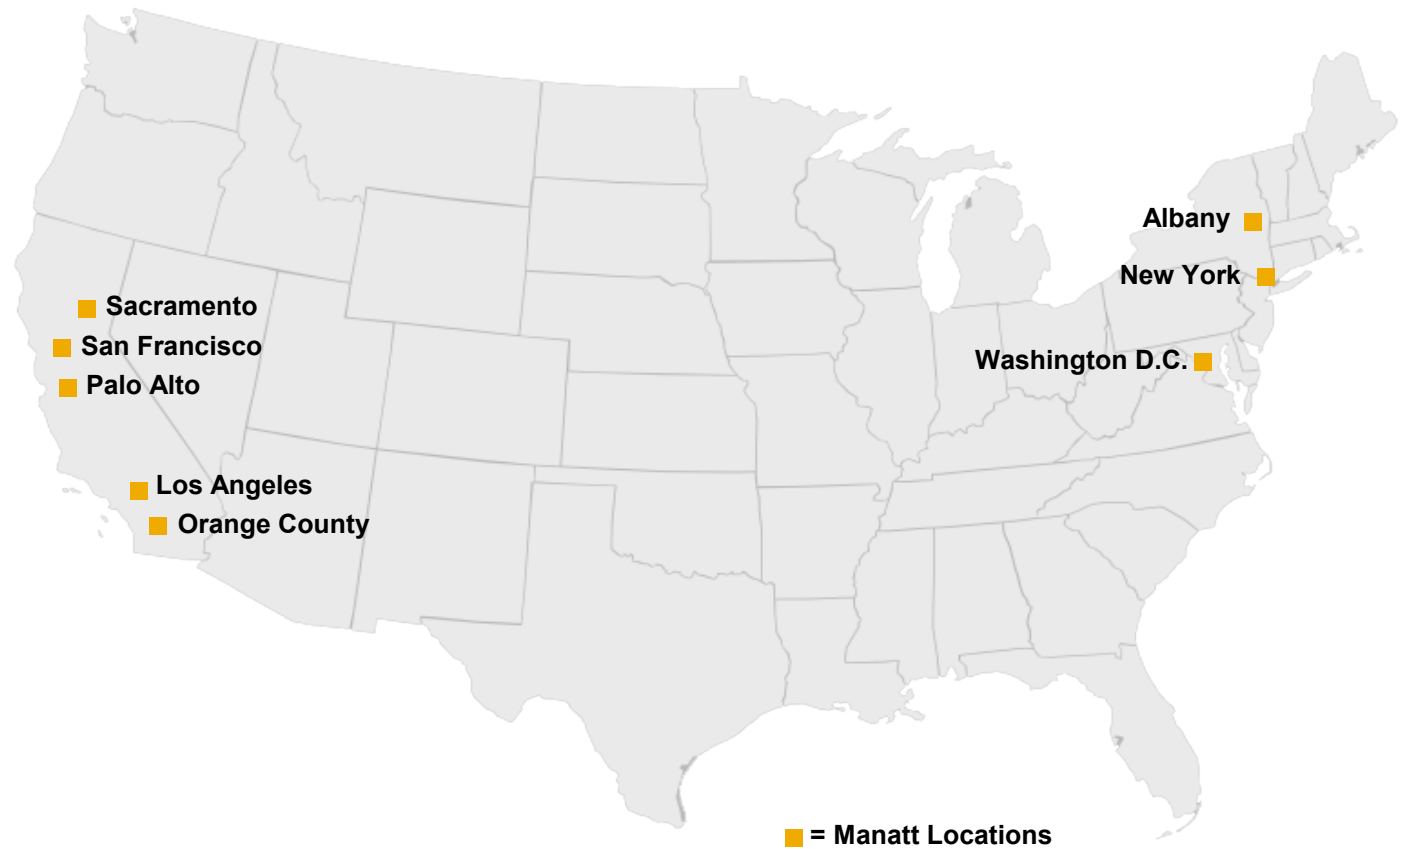 Albany
New York
Sacramento
San Francisco
Washington D.C.
Palo Alto
Los Angeles
Orange County
= Manatt Locations